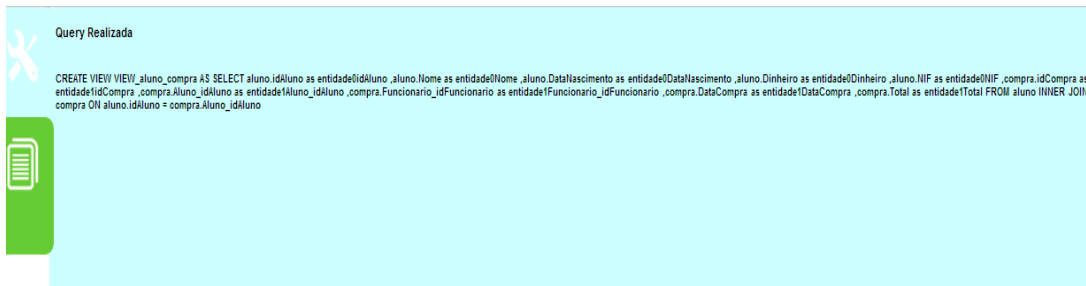 Query Realizada
CREATE VIEW VIEW_aluno_compra AS SELECT aluno.idAluno as entidade0idAluno ,aluno.Nome as entidade0Nome ,aluno.DataNascimento as entidade0DataNascimento ,aluno.Dinheiro as entidade0Dinheiro ,aluno.NIF as entidade0NIF ,compra.idCompra as
entidade1idCompra ,compra.Aluno_idAluno as entidade1Aluno_idAluno ,compra.Funcionario_idFuncionario as entidade1Funcionario_idFuncionario ,compra.DataCompra as entidade1DataCompra ,compra.Total as entidade1Total FROM aluno INNER JOIN
compra ON aluno.idAluno = compra.Aluno_idAluno